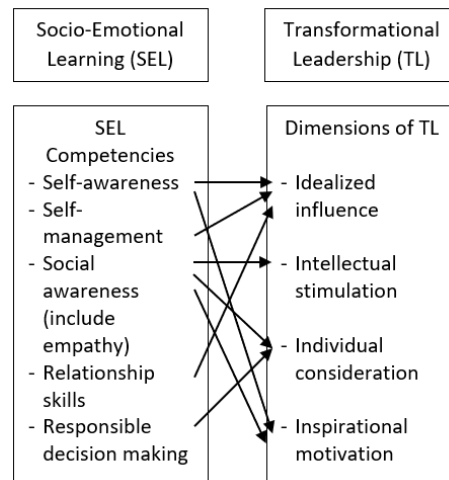 Socio-Emotional
Learning (SEL)
Transformational
Leadership (TL)
SEL
Competencies
- Self-awareness
- Self-
management
- Social
awareness
(include
empathy)
- Relationship
skills
- Responsible
decision making
Dimensions of TL
- Idealized
influence
- Intellectual
stimulation
- Individual
consideration
- Inspirational
motivation